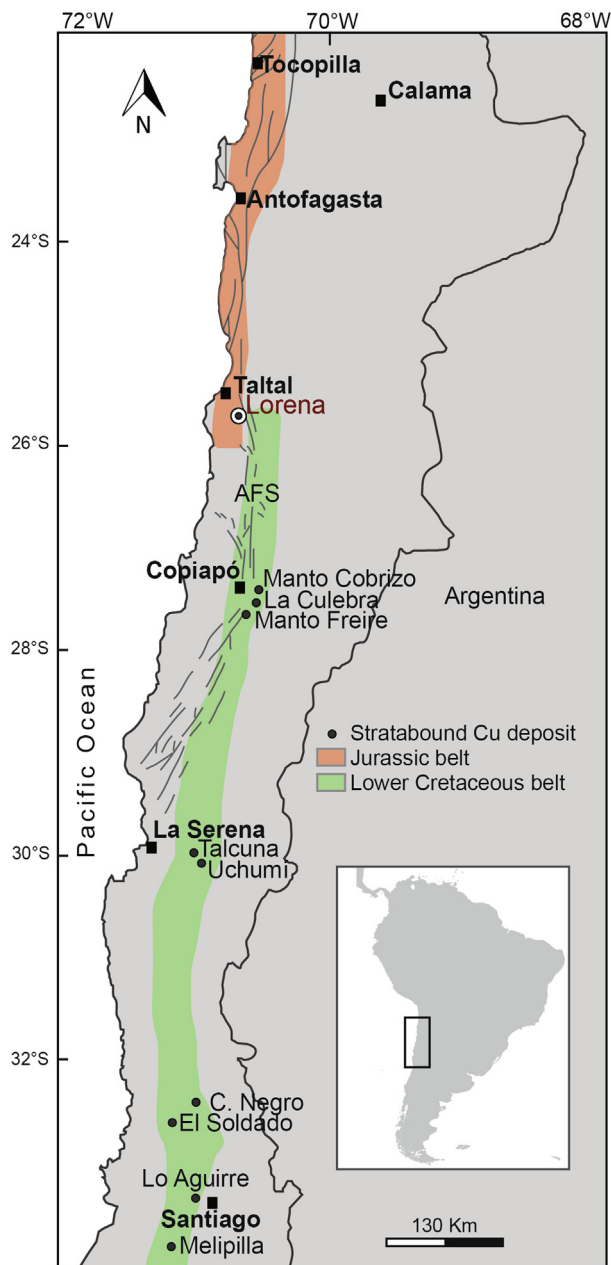 72°W
70°W
68°W
Tocopilla
Calama
N
Antofagasta
24°S
Taltal
Lorena
26°S
AFS
Copiapó
Manto Cobrizo
La Culebra
Manto Freire
Argentina
28°S
Pacific Ocean
Stratabound Cu deposit
Jurassic belt
Lower Cretaceous belt
La Serena
30°S
Talcuna
Uchumi
32°S
C. Negro
El Soldado
Lo Aguirre
Santiago
Melipilla
130 Km